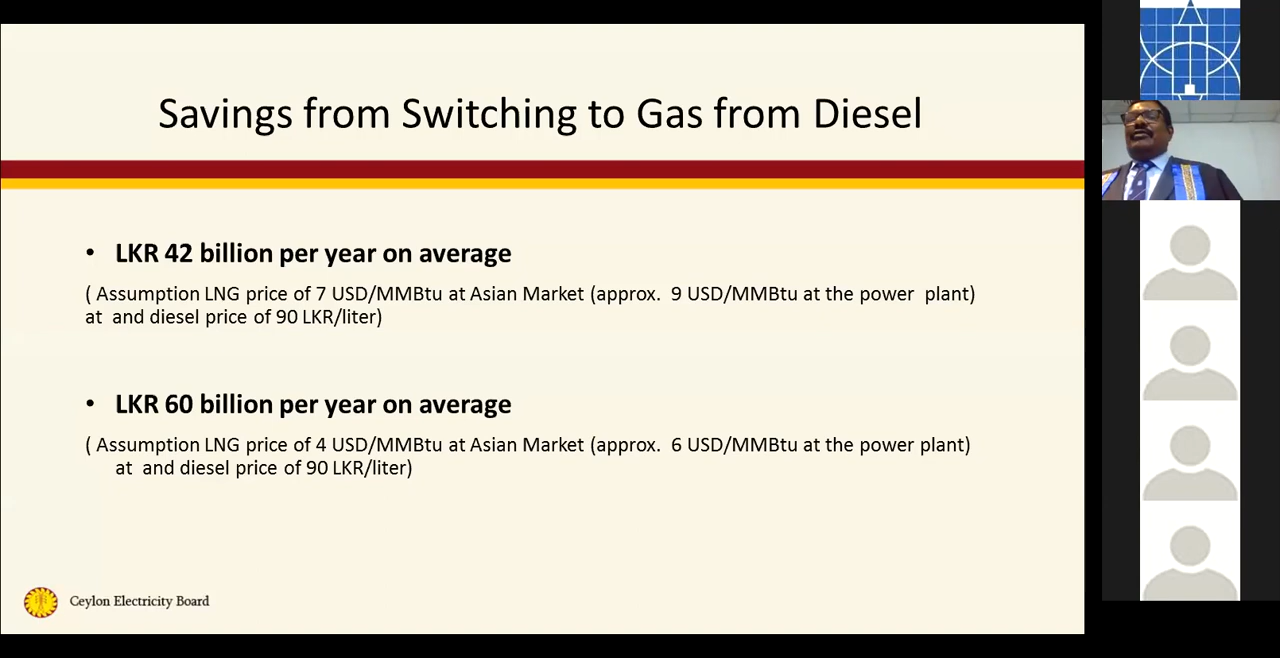 Savings from Switching to Gas from Diesel
• LKR 42 billion per year on average
( Assumption LNG price of 7 USD/MMBtu at Asian Market (approx. 9 USD/MMBtu at the power plant)
at and diesel price of 90 LKR/liter)
• LKR 60 billion per year on average
( Assumption LNG price of 4 USD/MMBtu at Asian Market (approx. 6 USD/MMBtu at the power plant)
at and diesel price of 90 LKR/liter)
Ceylon Electricity Board